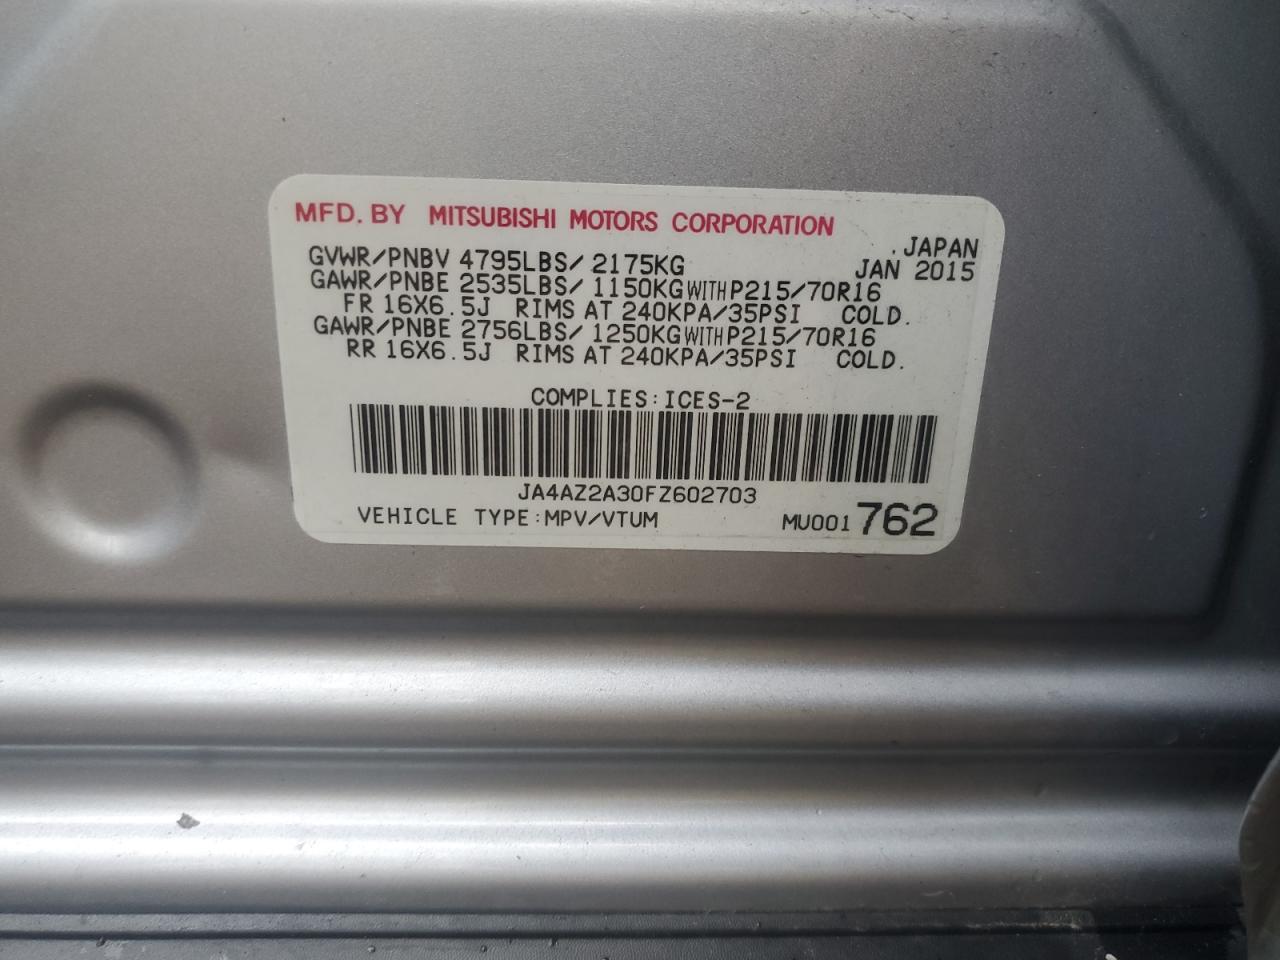 MFD. BY MITSUBISHI MOTORS CORPORATION
.JAPAN
GVWR/PNBV 4795LBS/ 2175KG JAN 2015
GAWR/PNBE 2535LBS/ 1150KG WITH P215/70R16
FR 16X6.5J RIMS AT 240KPA/35PSI COLD.
GAWR/PNBE 2756LBS/ 1250KG WITH P215/70R16
RR 16X6.5J RIMS AT 240KPA/35PSI COLD.
COMPLIES:ICES-2
JA4AZ2A30FZ602703
VEHICLE TYPE:MPV/VTUM MU001 762